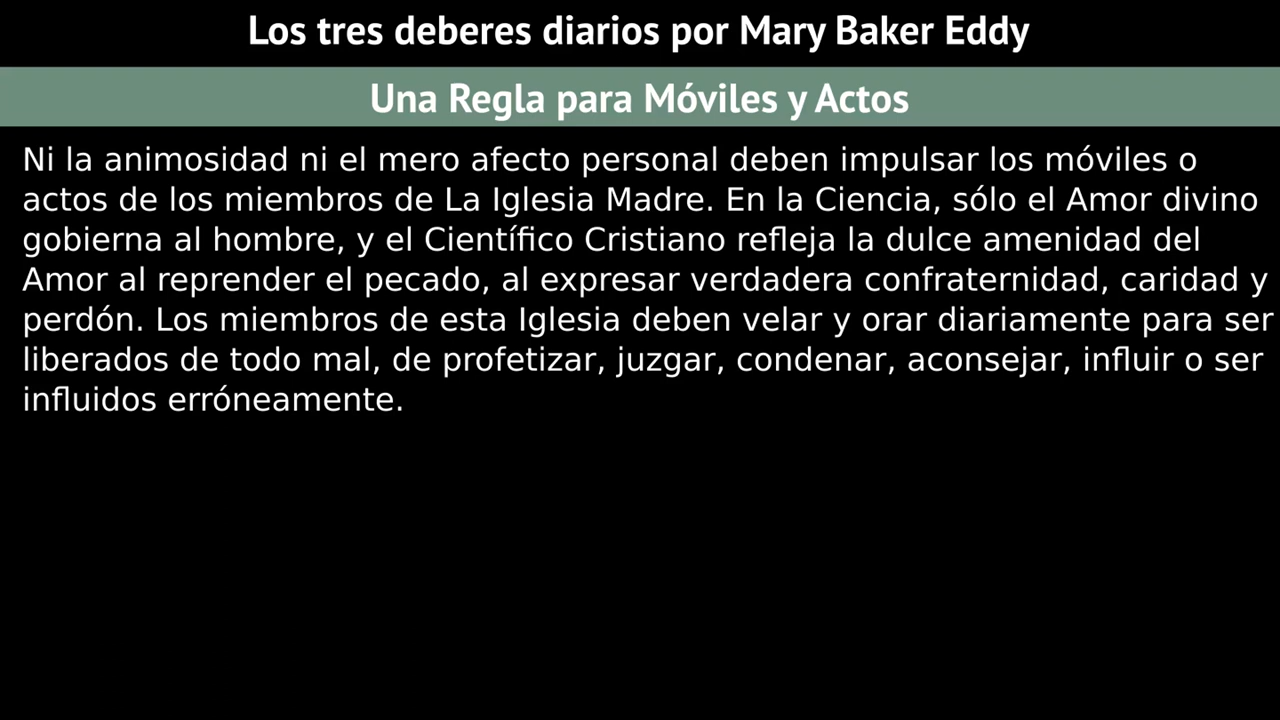 Los tres deberes diarios por Mary Baker Eddy
Una Regla para Móviles y Actos
Ni la animosidad ni el mero afecto personal deben impulsar los móviles o
actos de los miembros de La Iglesia Madre. En la Ciencia, sólo el Amor divino
gobierna al hombre, y el Científico Cristiano refleja la dulce amenidad del
Amor al reprender el pecado, al expresar verdadera confraternidad, caridad y
perdón. Los miembros de esta Iglesia deben velar y orar diariamente para ser
liberados de todo mal, de profetizar, juzgar, condenar, aconsejar, influir o ser
influidos erróneamente.